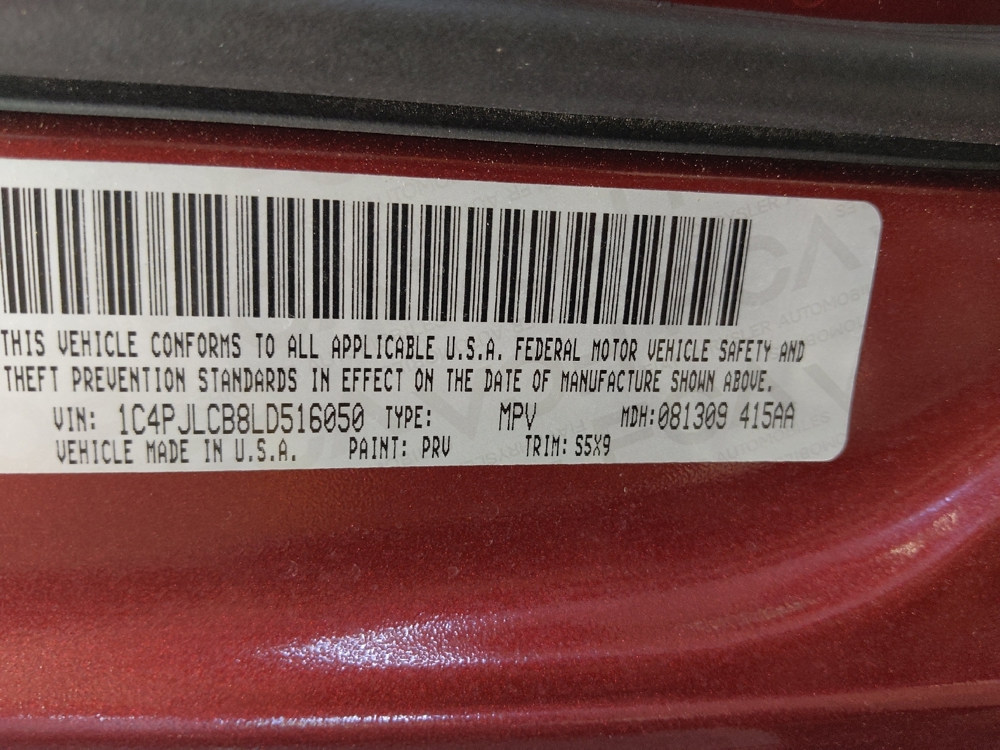 THIS VEHICLE CONFORMS TO ALL APPLICABLE U.S.A. FEDERAL MOTOR VEHICLE SAFETY AND
THEFT PREVENTION STANDARDS IN EFFECT ON THE DATE OF MANUFACTURE SHOWN ABOVE.
VIN: 1C4PJLCB8LD516050 TYPE: MPV MDH:081309 415AA
VEHICLE MADE IN U.S.A. PAINT: PRV TRIM: S5X9